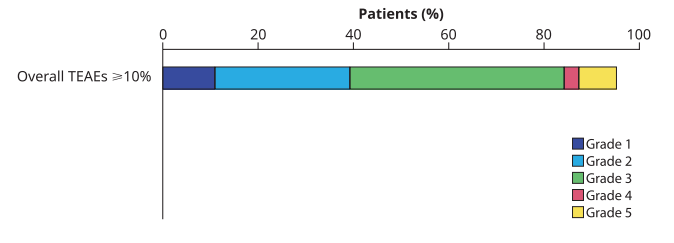 Patients (%)
0 20 40 60 80 100
Overall TEAEs ⩾10%
Grade 1
Grade 2
Grade 3
Grade 4
Grade 5